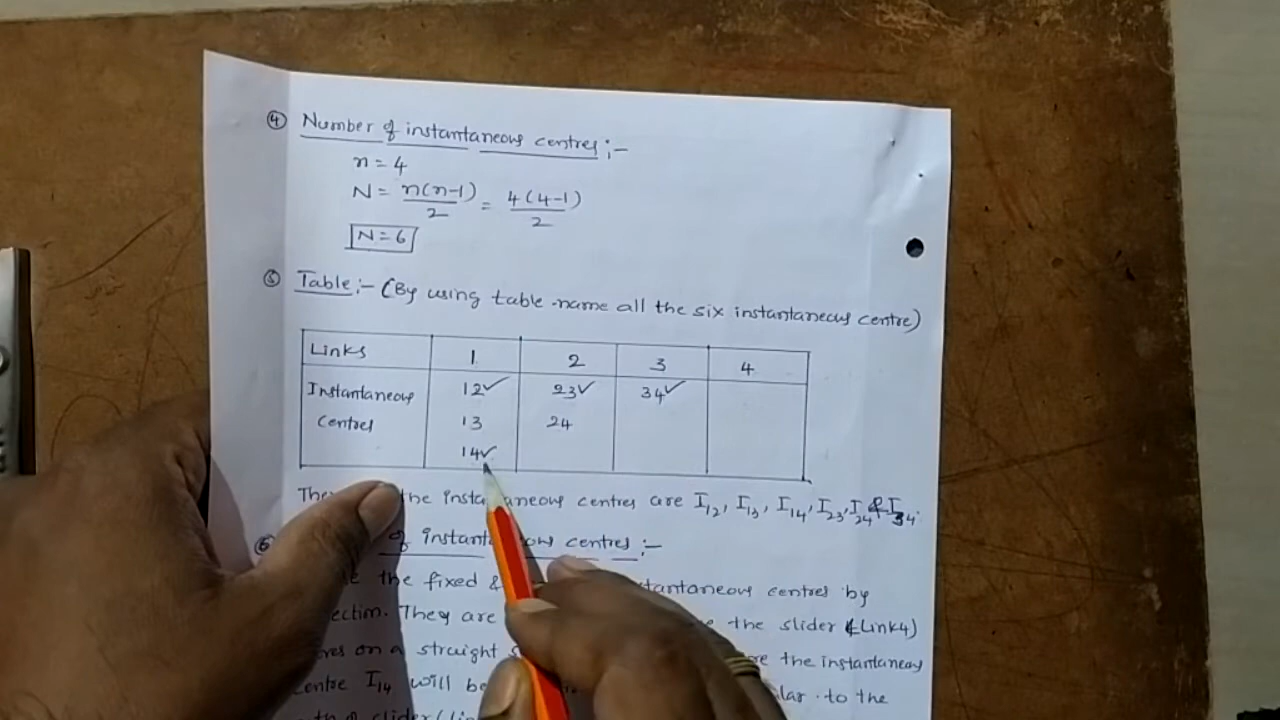 ④ Number of instantaneous centres :-
n = 4
N = n(n-1)/2 = 4(4-1)/2
N = 6
⑤ Table :- (By using table name all the six instantaneous centre)
Links 1 2 3 4
Instantaneous 12✓ 23✓ 34✓
Centres 13 24
14✓
the instantaneous centres are I12, I13, I14, I23, I24 & I34.
⑥ of instantaneous centres :-
the fixed & instantaneous centres by
They are the slider (Link4)
on a straight the instantaneous
centre I14 will be to the
slider